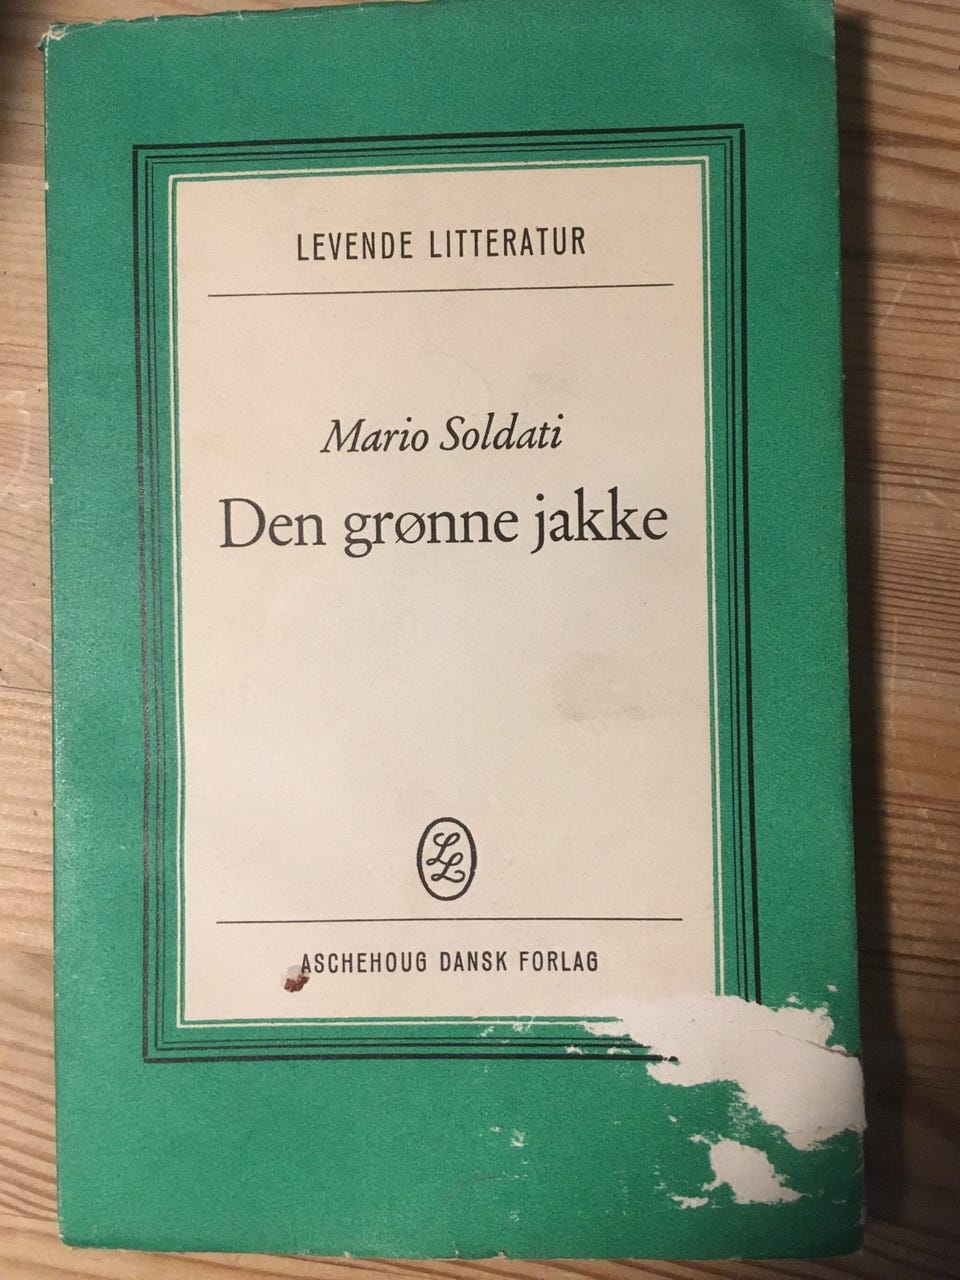 LEVENDE LITTERATUR
Mario Soldati
Den grønne jakke
LL
ASCHEHOUG DANSK FORLAG